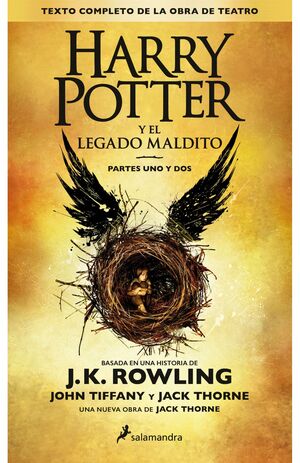 TEXTO COMPLETO DE LA OBRA DE TEATRO
HARRY
POTTER
Y EL
LEGADO MALDITO
PARTES UNO Y DOS
BASADA EN UNA HISTORIA DE
J.K. ROWLING
JOHN TIFFANY Y JACK THORNE
UNA NUEVA OBRA DE JACK THORNE
salamandra